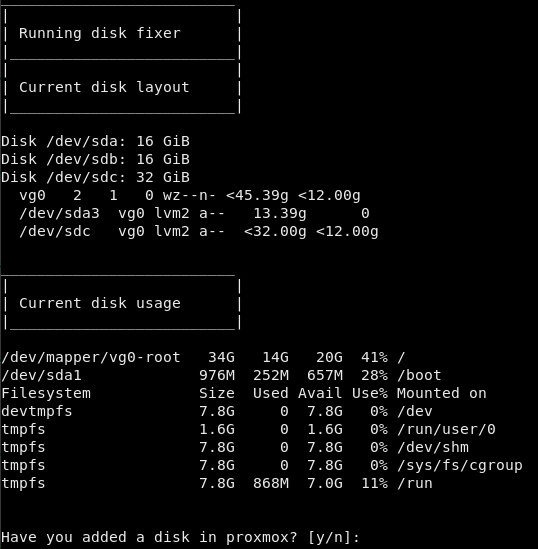 __________________________
|                         |
| Running disk fixer      |
|_________________________|
|                         |
| Current disk layout     |
|_________________________|

Disk /dev/sda: 16 GiB
Disk /dev/sdb: 16 GiB
Disk /dev/sdc: 32 GiB
  vg0   2   1   0 wz--n- <45.39g <12.00g
  /dev/sda3  vg0 lvm2 a--   13.39g      0
  /dev/sdc   vg0 lvm2 a--  <32.00g <12.00g

__________________________
|                         |
| Current disk usage      |
|_________________________|

/dev/mapper/vg0-root   34G   14G   20G  41% /
/dev/sda1             976M  252M  657M  28% /boot
Filesystem            Size  Used Avail Use% Mounted on
devtmpfs              7.8G     0  7.8G   0% /dev
tmpfs                 1.6G     0  1.6G   0% /run/user/0
tmpfs                 7.8G     0  7.8G   0% /dev/shm
tmpfs                 7.8G     0  7.8G   0% /sys/fs/cgroup
tmpfs                 7.8G  868M  7.0G  11% /run

Have you added a disk in proxmox? [y/n]: